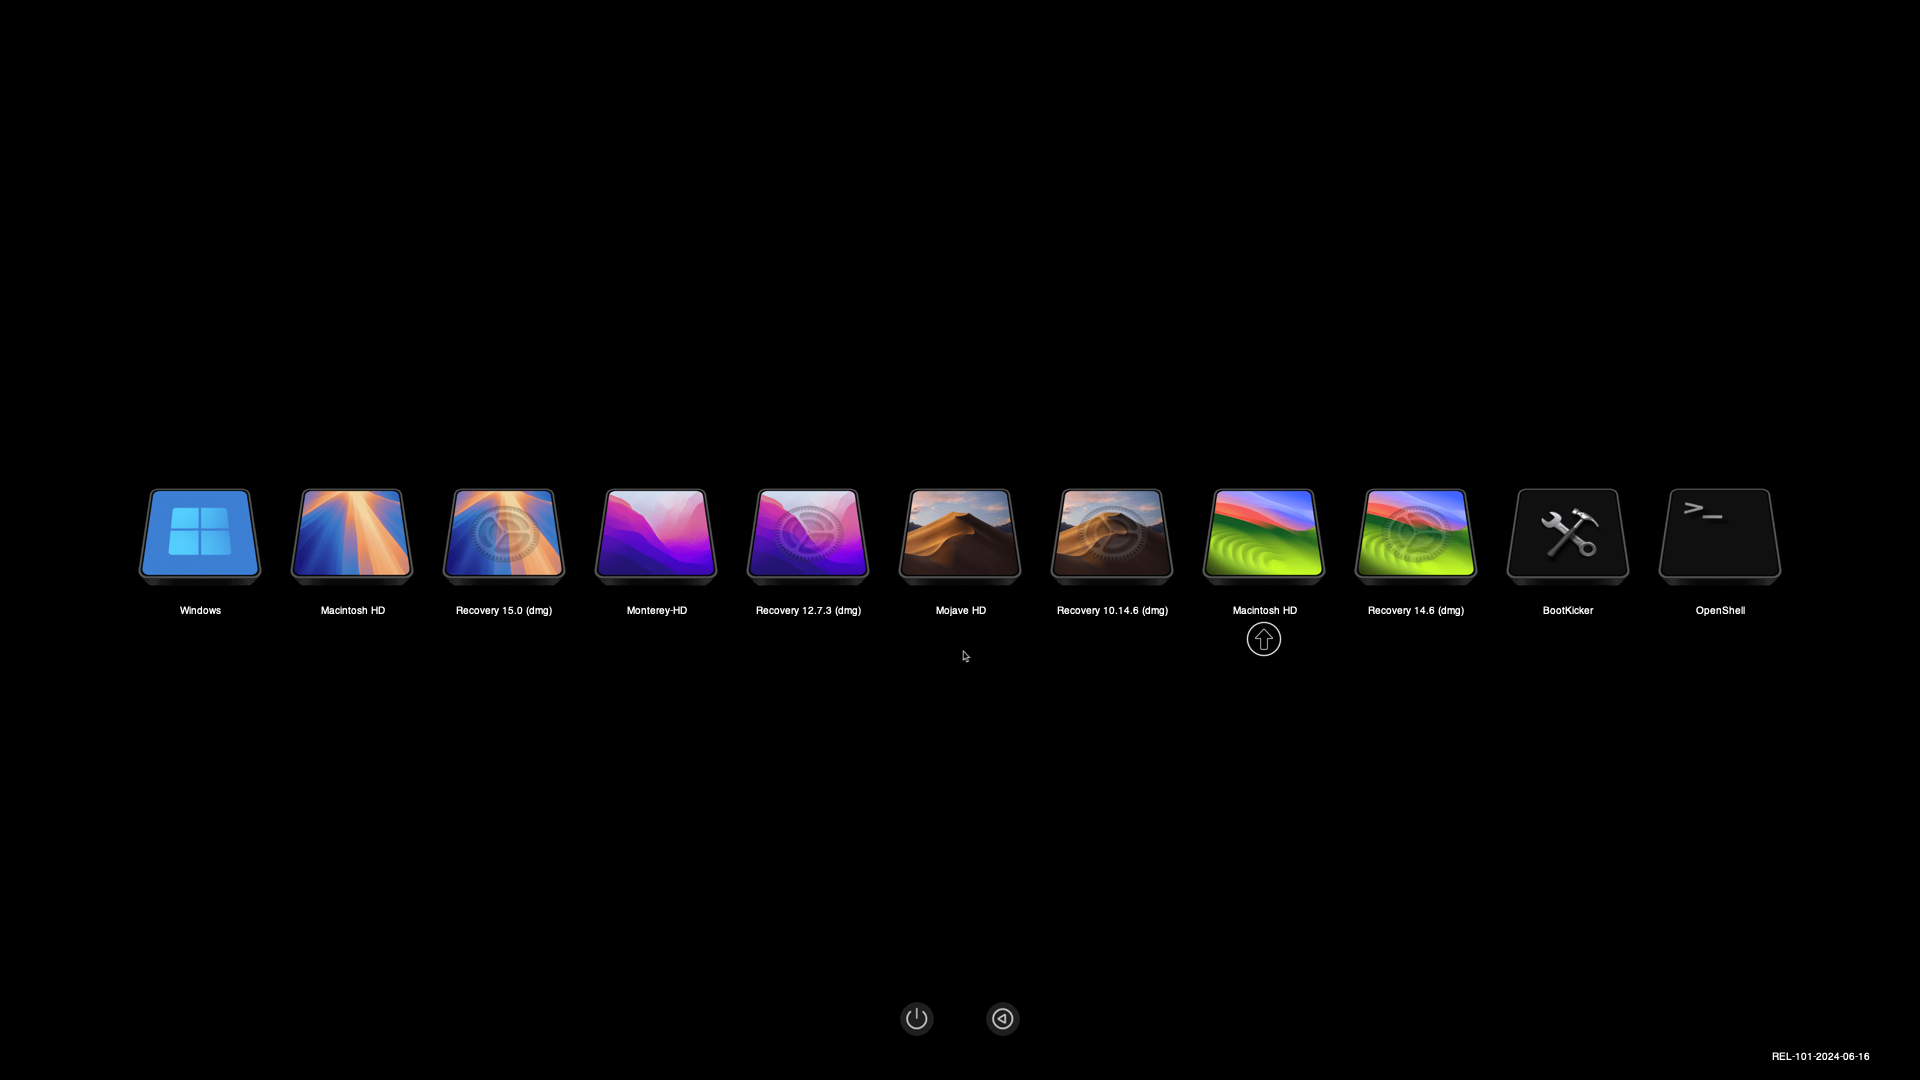 Windows
Macintosh HD
Recovery 15.0 (dmg)
Monterey-HD
Recovery 12.7.3 (dmg)
Mojave HD
Recovery 10.14.6 (dmg)
Macintosh HD
Recovery 14.6 (dmg)
BootKicker
OpenShell
REL-101-2024-06-16